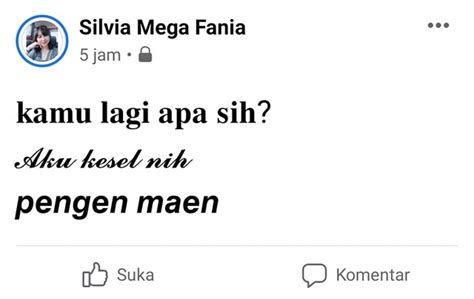 Silvia Mega Fania
5 jam •
kamu lagi apa sih?
Aku kesel nih
pengen maen
Suka
Komentar